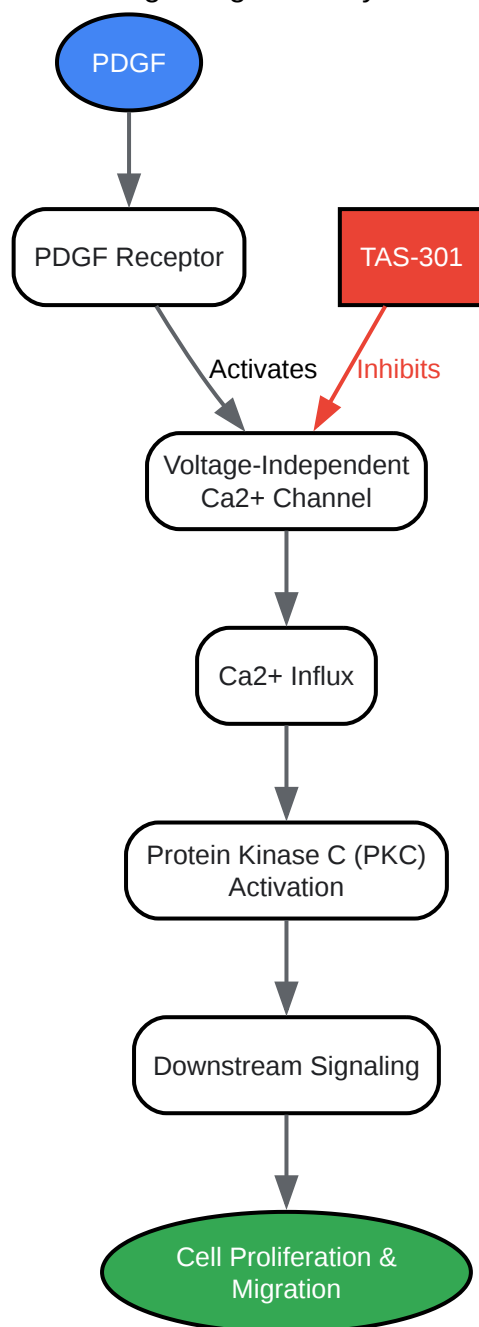 PDGF
PDGF Receptor
TAS-301
Activates
Inhibits
Voltage-Independent
Ca2+ Channel
Ca2+ Influx
Protein Kinase C (PKC)
Activation
Downstream Signaling
Cell Proliferation &
Migration